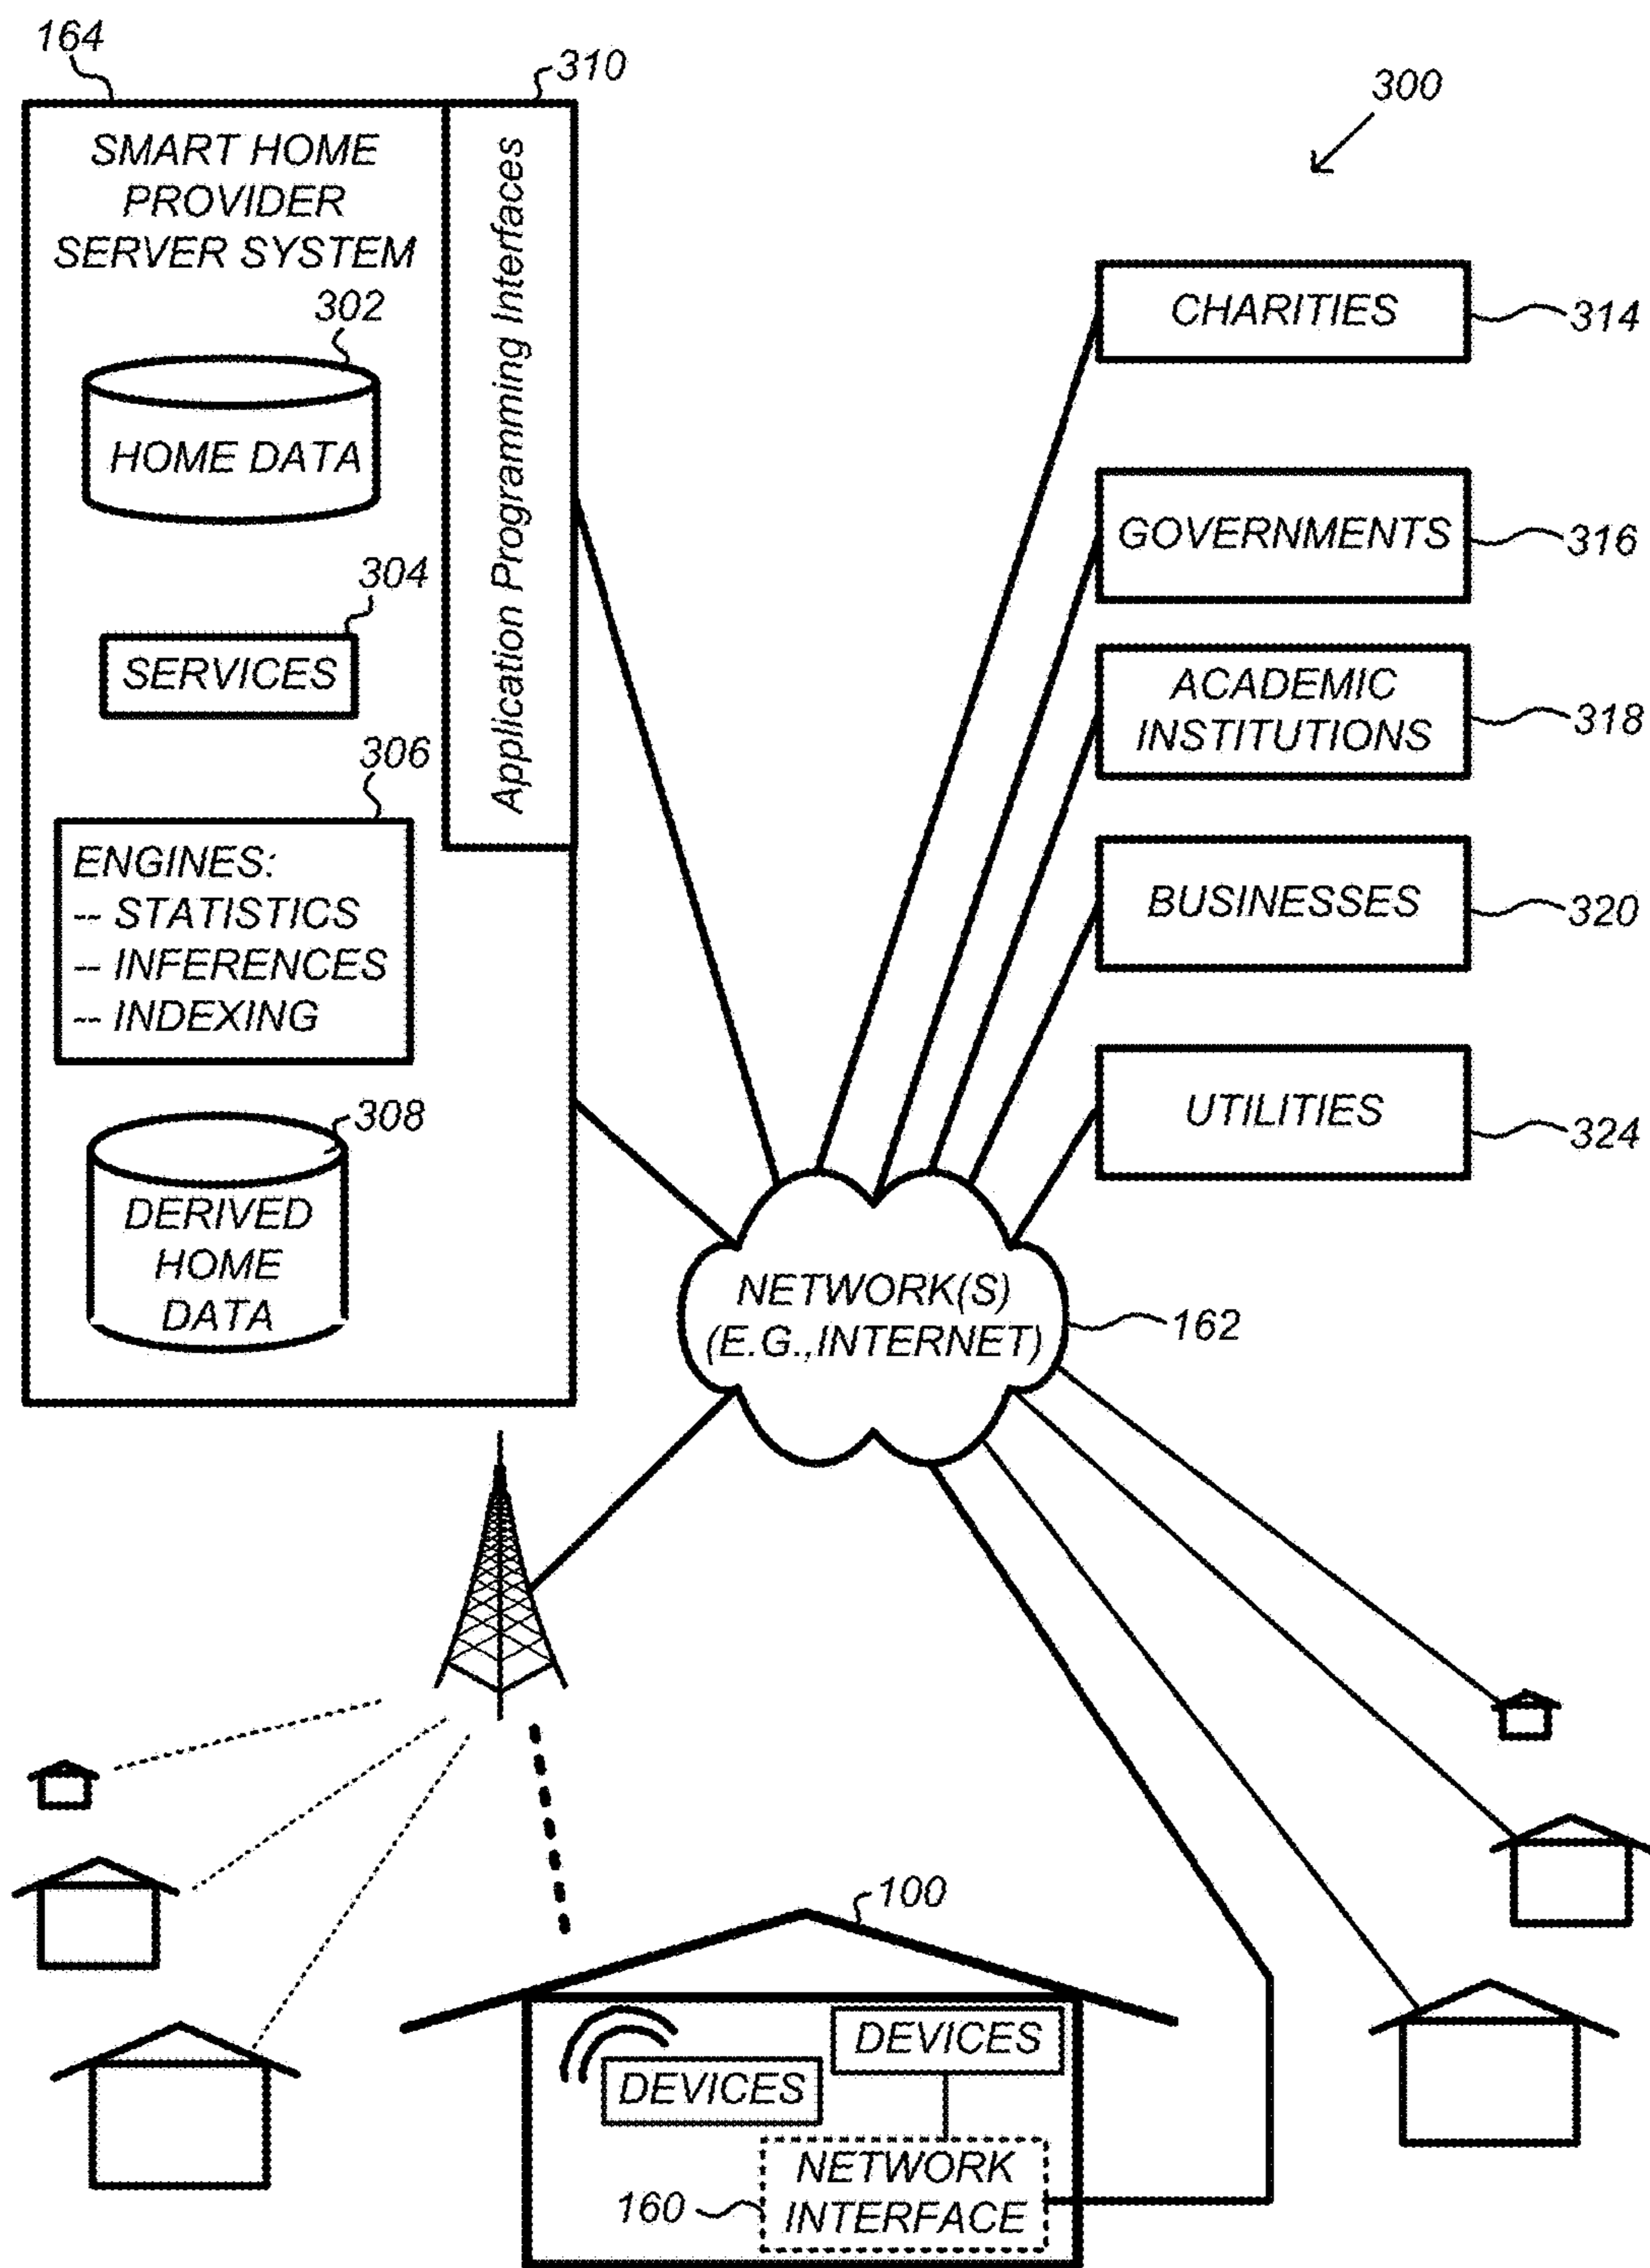 164
310
300
SMART HOME
PROVIDER
SERVER SYSTEM
Application Programming Interfaces
302
HOME DATA
304
SERVICES
306
ENGINES:
-- STATISTICS
-- INFERENCES
-- INDEXING
308
DERIVED
HOME
DATA
CHARITIES
314
GOVERNMENTS
316
ACADEMIC
INSTITUTIONS
318
BUSINESSES
320
UTILITIES
324
NETWORK(S)
(E.G.,INTERNET)
162
100
DEVICES
DEVICES
NETWORK
INTERFACE
160